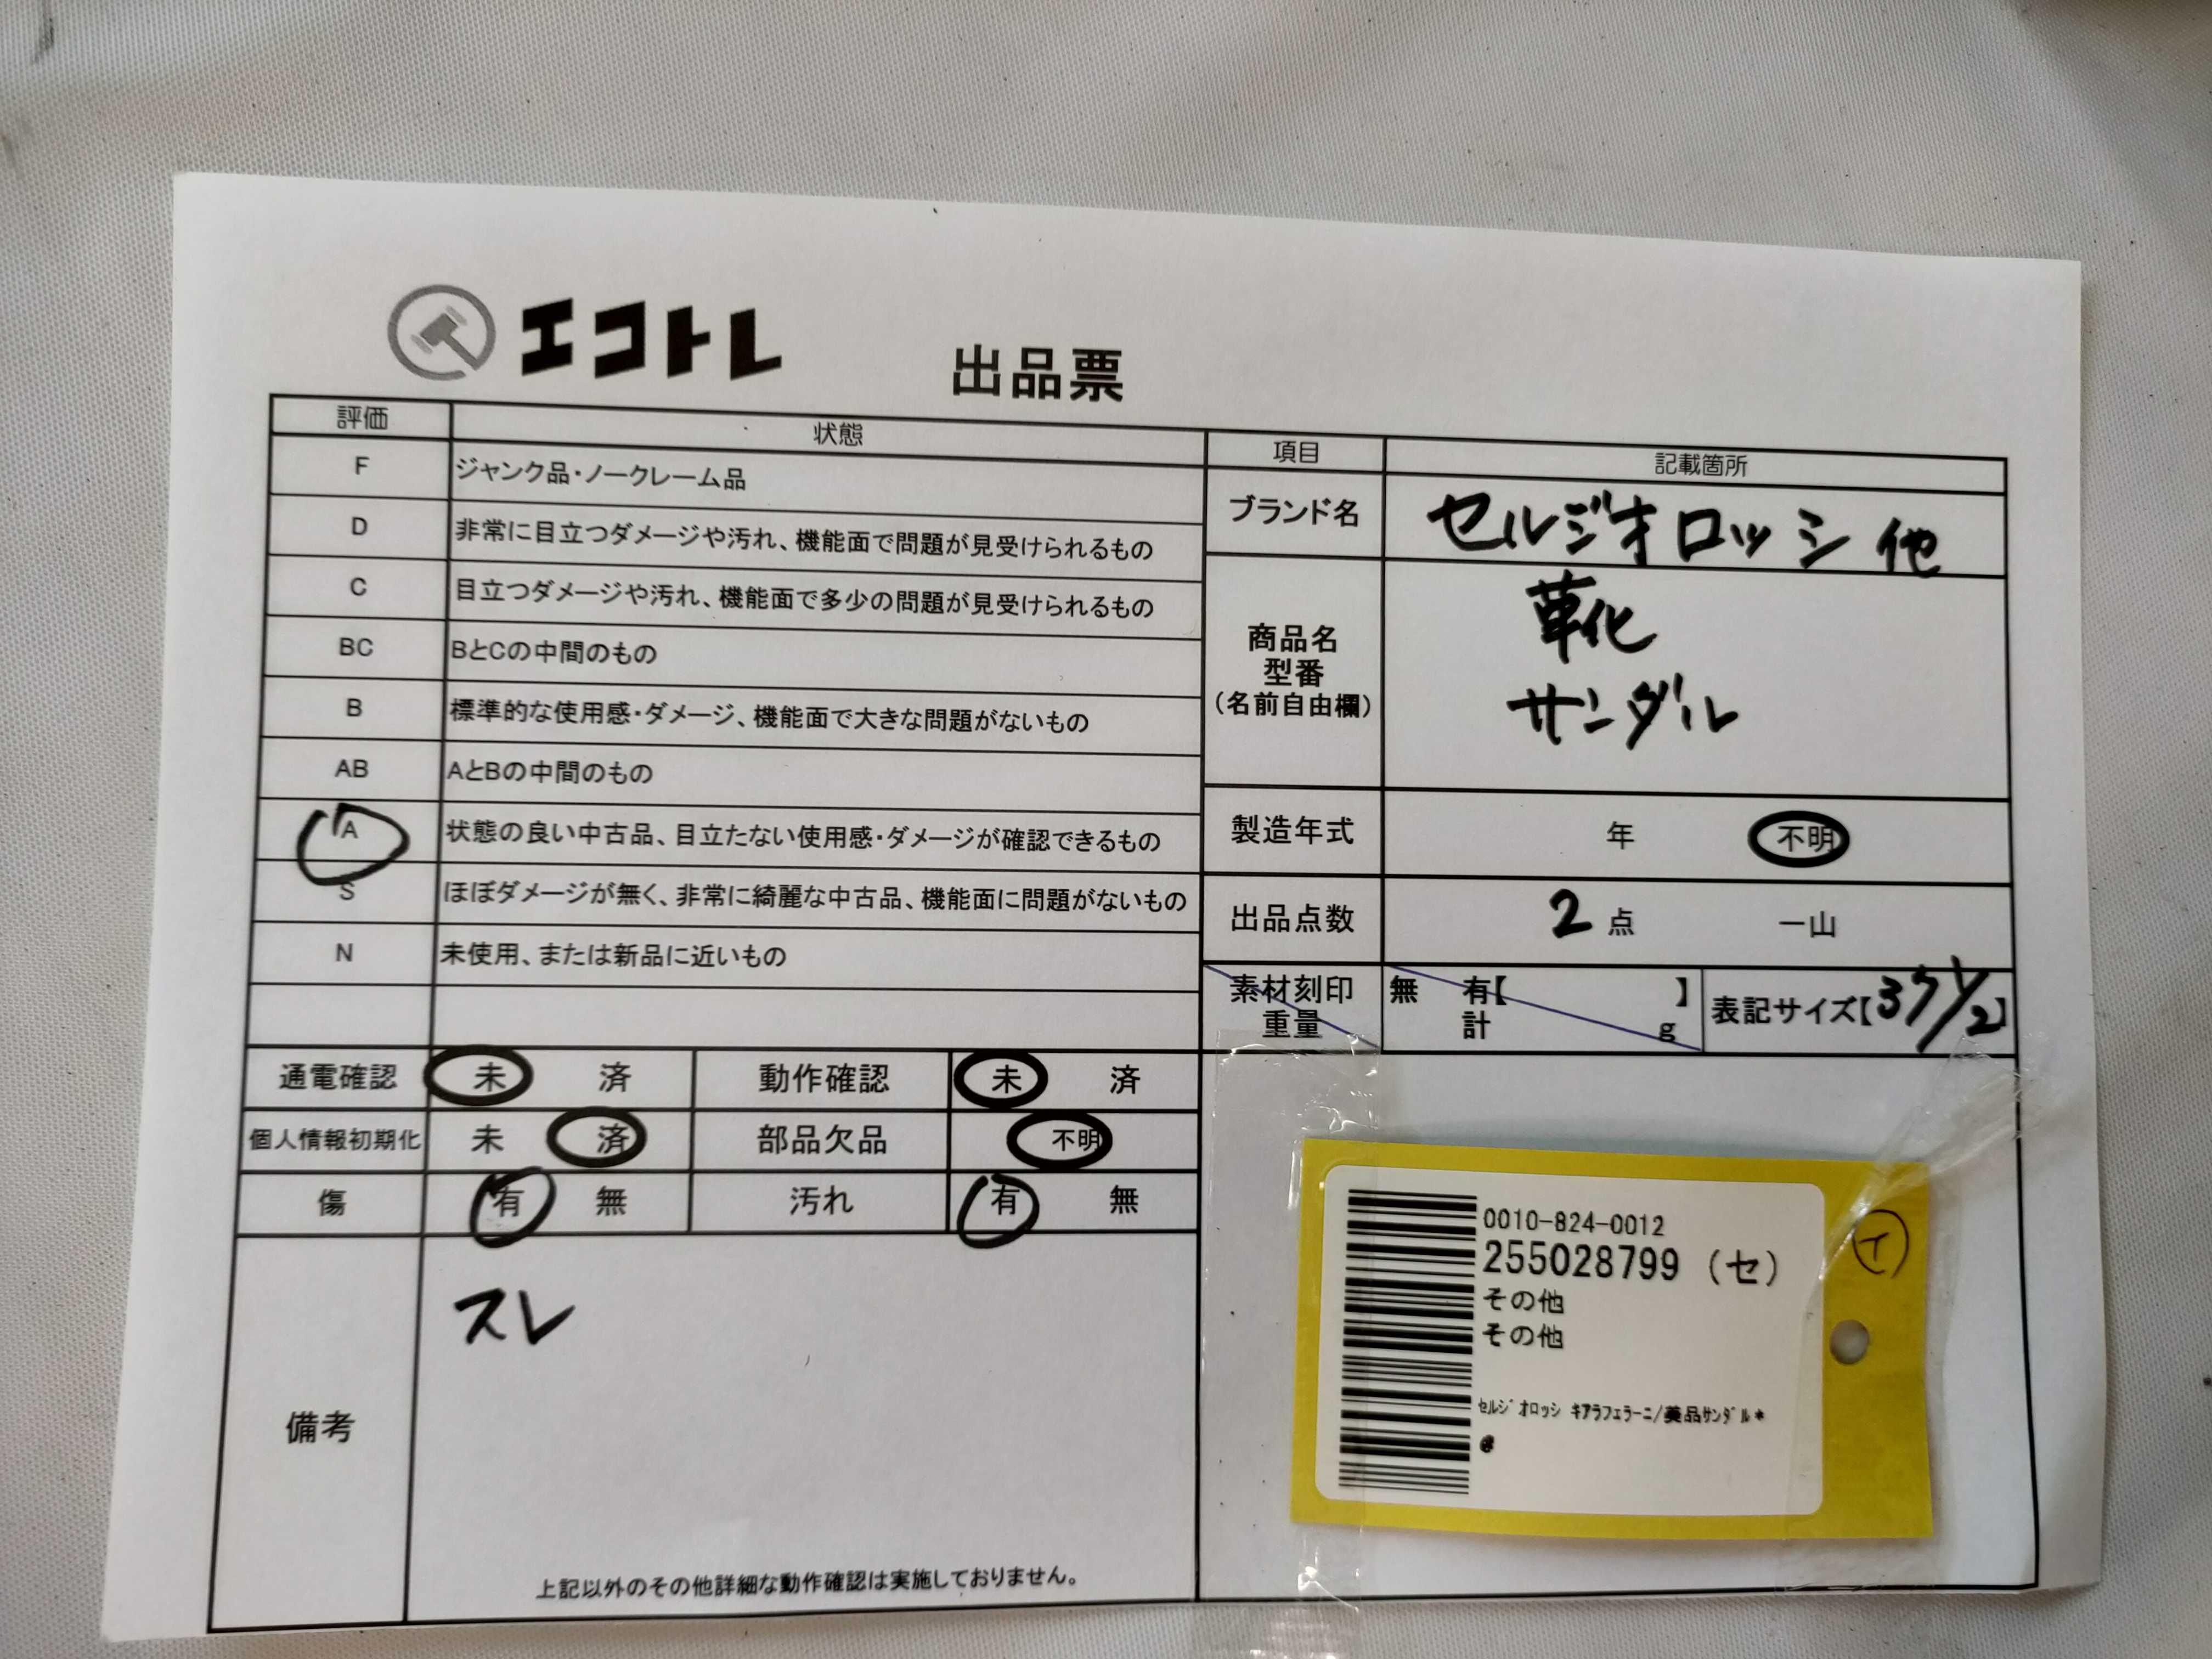 エコトレ
出品票
評価 状態
F ジャンク品・ノークレーム品
D 非常に目立つダメージや汚れ、機能面で問題が見受けられるもの
C 目立つダメージや汚れ、機能面で多少の問題が見受けられるもの
BC BとCの中間のもの
B 標準的な使用感・ダメージ、機能面で大きな問題がないもの
AB AとBの中間のもの
A 状態の良い中古品、目立たない使用感・ダメージが確認できるもの
S ほぼダメージが無く、非常に綺麗な中古品、機能面に問題がないもの
N 未使用、または新品に近いもの
通電確認 未 済 動作確認 未 済
個人情報初期化 未 済 部品欠品 不明
傷 有 無 汚れ 有 無
備考
スレ
上記以外のその他詳細な動作確認は実施しておりません。
項目 記載箇所
ブランド名 セルジオロッシ 他
商品名
型番
(名前自由欄)
靴
サンダル
製造年式 年 不明
出品点数 2 点 一山
素材刻印 無 有【 】
重量 計 g
表記サイズ【37 1/2】
0010-824-0012
255028799 (セ)
その他
その他
ｾﾙｼﾞｵﾛｯｼ ｷｱﾗﾌｪﾗｰﾆ/美品ｻﾝﾀﾞﾙ*
イ